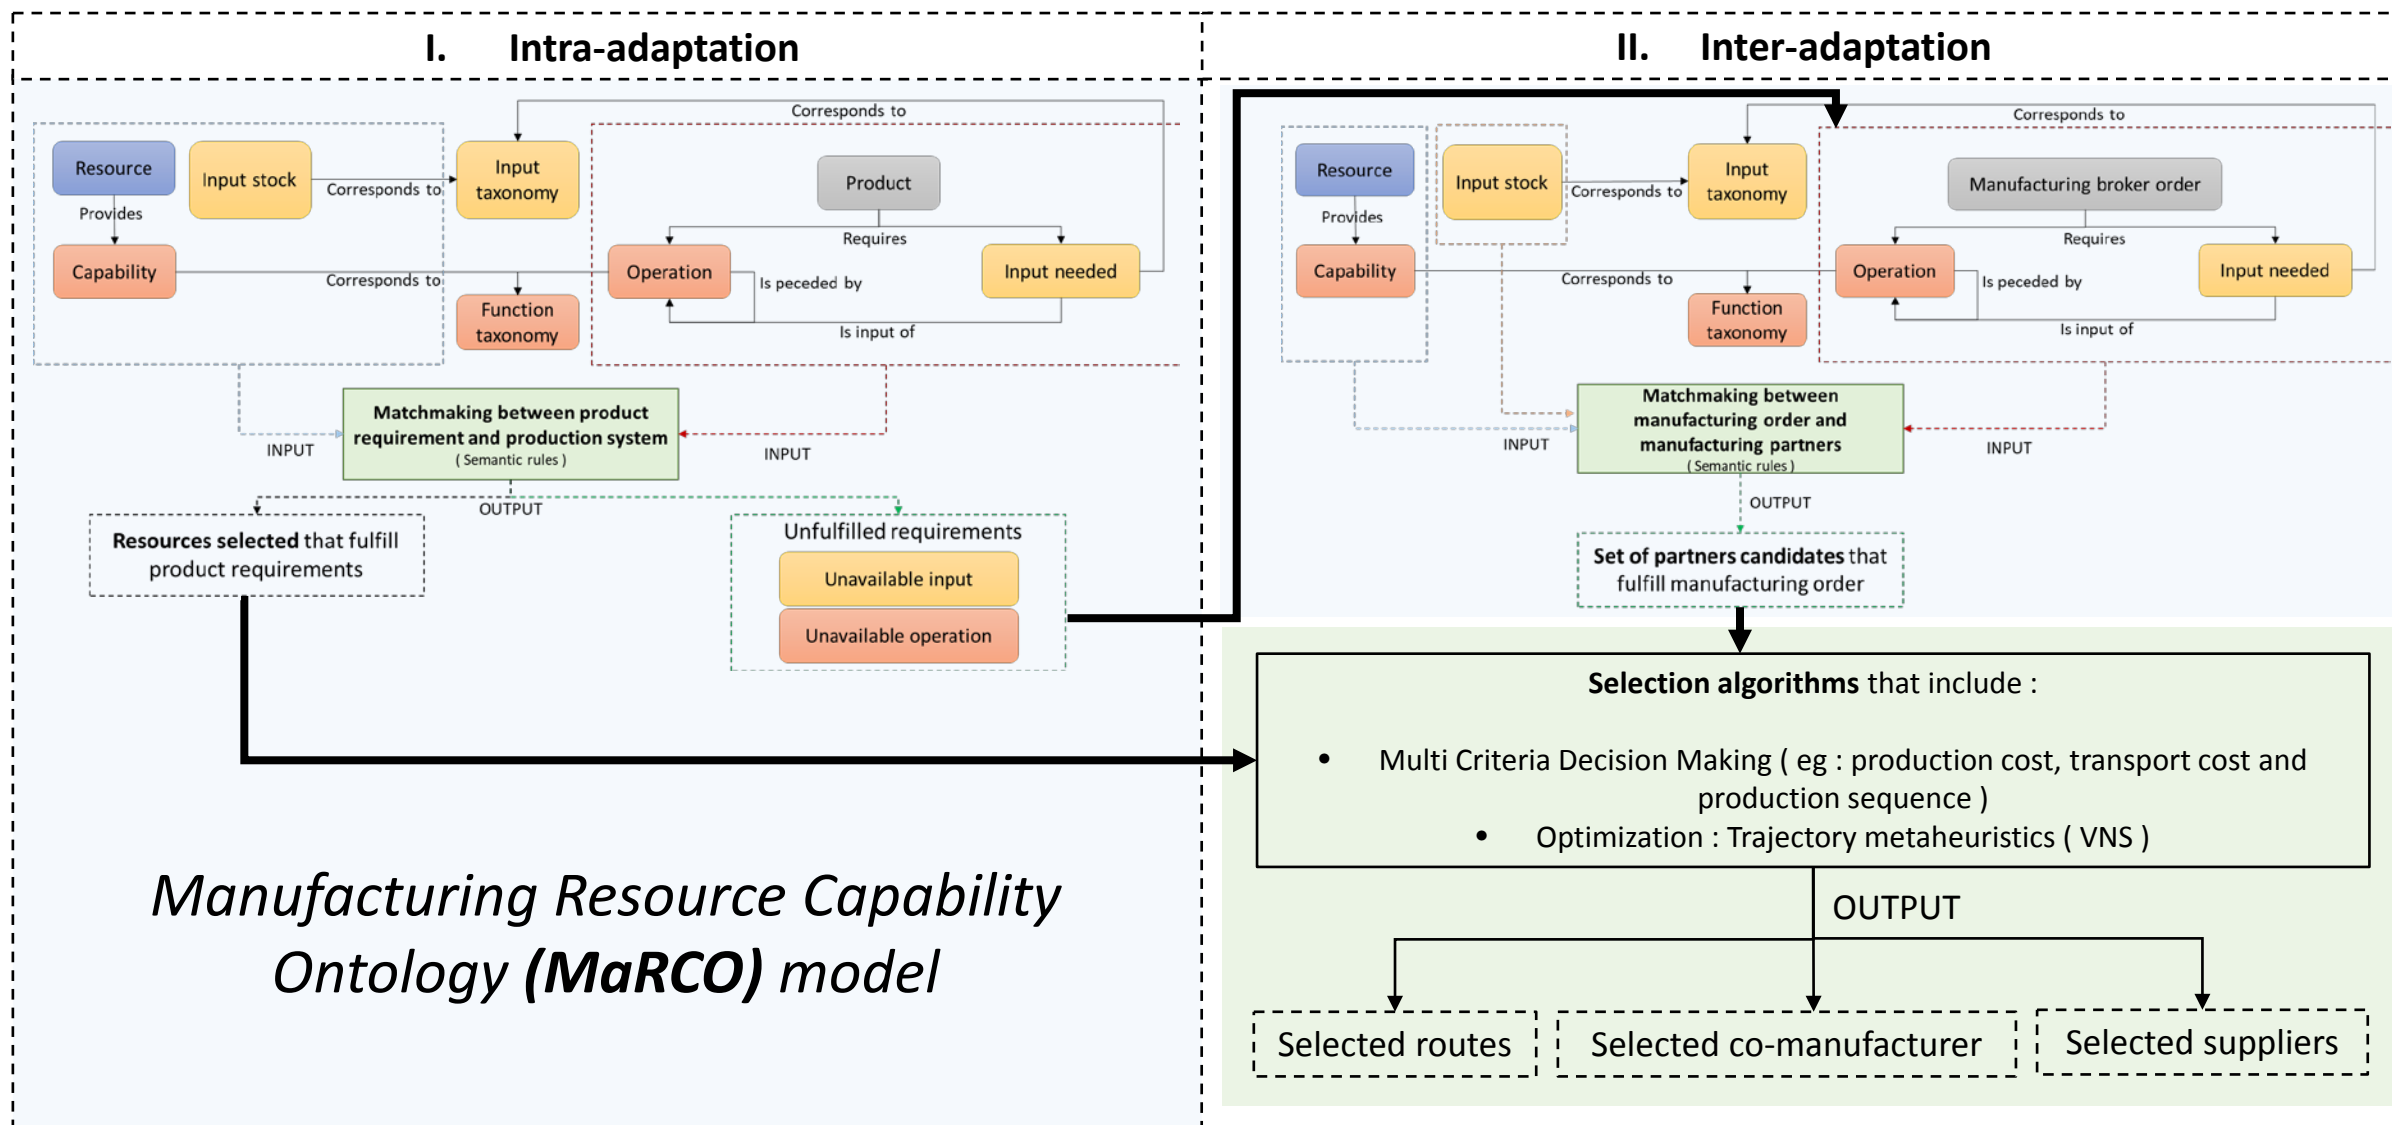 I. Intra-adaptation
Corresponds to
Resource
Input stock
Corresponds to
Input
taxonomy
Product
Provides
Requires
Capability
Corresponds to
Operation
Is peceded by
Input needed
Function
taxonomy
Is input of
Matchmaking between product
requirement and production system
( Semantic rules )
INPUT
INPUT
OUTPUT
Resources selected that fulfill
product requirements
Unfulfilled requirements
Unavailable input
Unavailable operation
Manufacturing Resource Capability
Ontology (MaRCO) model
II. Inter-adaptation
Corresponds to
Resource
Input stock
Corresponds to
Input
taxonomy
Manufacturing broker order
Provides
Requires
Capability
Corresponds to
Operation
Is peceded by
Input needed
Function
taxonomy
Is input of
Matchmaking between
manufacturing order and
manufacturing partners
( Semantic rules )
INPUT
INPUT
OUTPUT
Set of partners candidates that
fulfill manufacturing order
Selection algorithms that include :
• Multi Criteria Decision Making ( eg : production cost, transport cost and
production sequence )
• Optimization : Trajectory metaheuristics ( VNS )
OUTPUT
Selected routes
Selected co-manufacturer
Selected suppliers